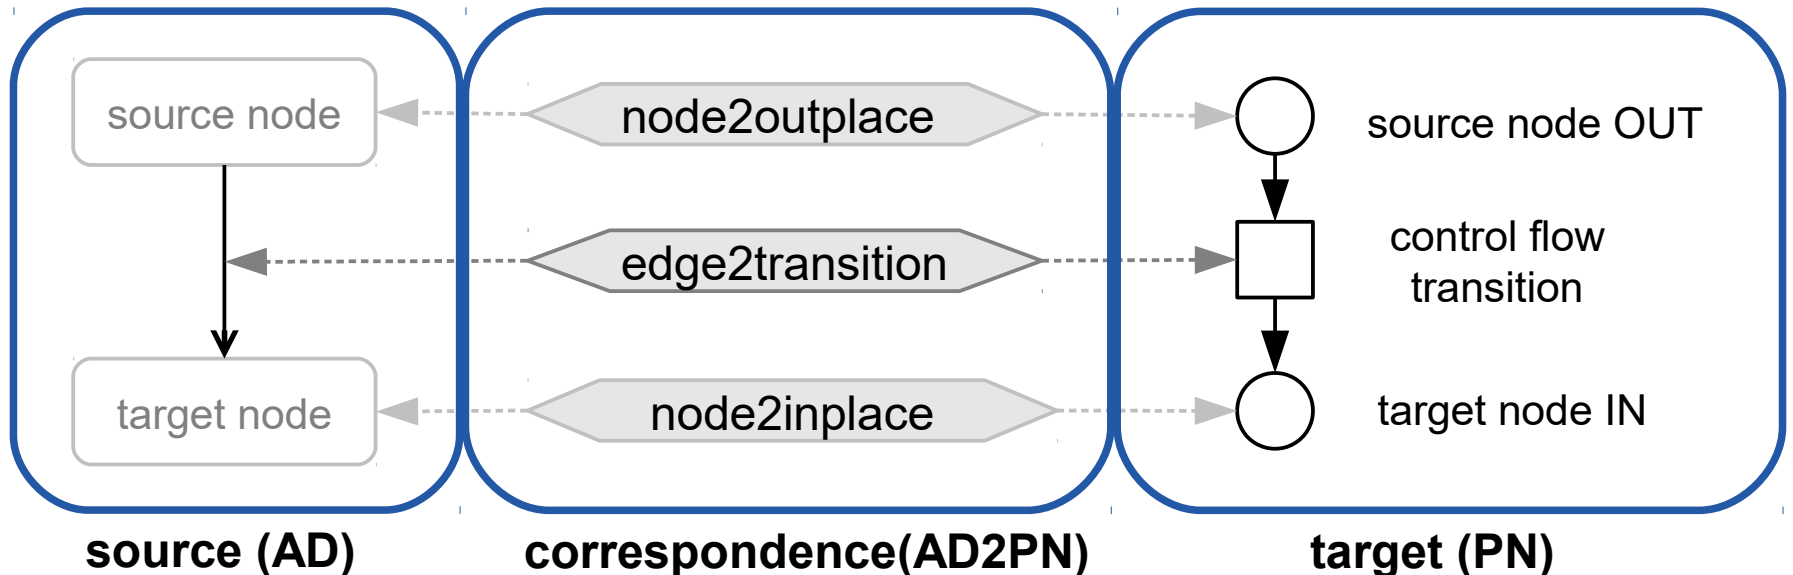 source node
node2outplace
source node OUT
edge2transition
control flow
transition
target node
node2inplace
target node IN
source (AD)
correspondence(AD2PN)
target (PN)